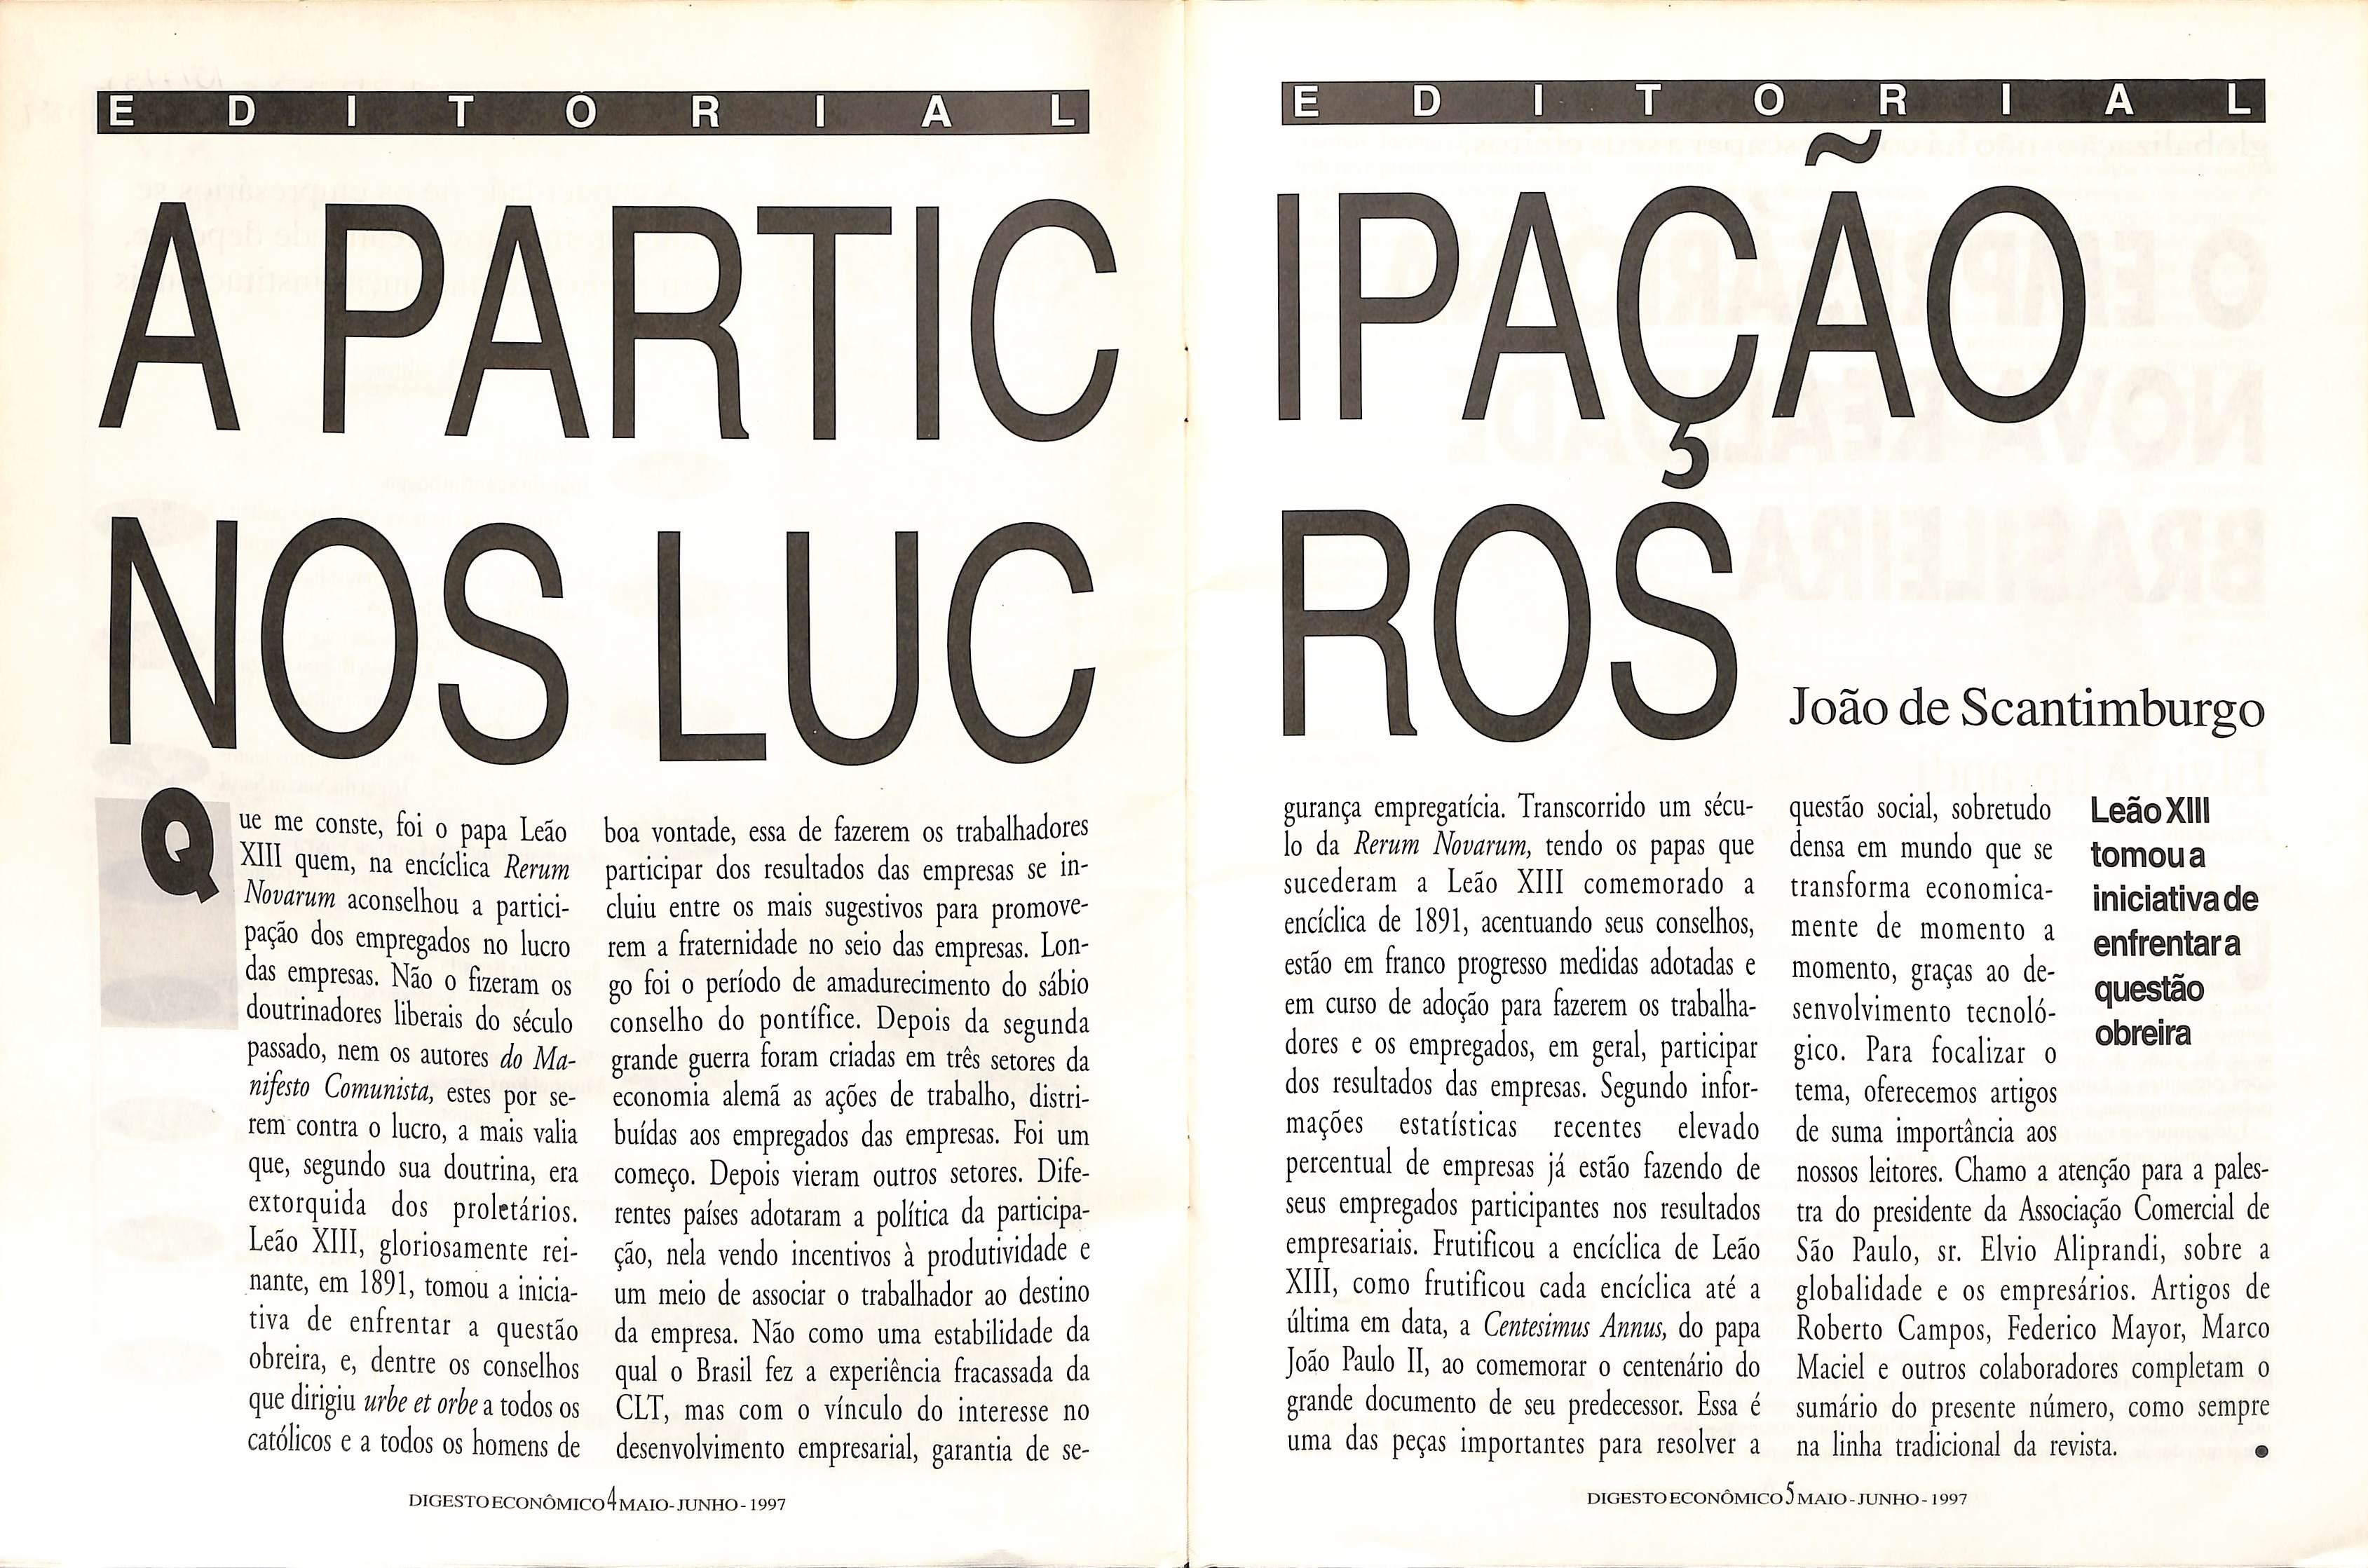 EDITORIAL
EDITORIAL
A PARTICIPAÇÃO
NOS LUCROS
João de Scantimburgo
Que me conste, foi o papa Leão
XIII quem, na encíclica Rerum
Novarum aconselhou a partici-
pação dos empregados no lucro
das empresas. Não o fizeram os
doutrinadores liberais do século
passado, nem os autores do Ma-
nifesto Comunista, estes por se-
rem contra o lucro, a mais valia
que, segundo sua doutrina, era
extorquida dos proletários.
Leão XIII, gloriosamente rei-
nante, em 1891, tomou a inicia-
tiva de enfrentar a questão
obreira, e, dentre os conselhos
que dirigiu urbe et orbe a todos os
católicos e a todos os homens de
boa vontade, essa de fazerem os trabalhadores
participar dos resultados das empresas se in-
cluiu entre os mais sugestivos para promove-
rem a fraternidade no seio das empresas. Lon-
go foi o período de amadurecimento do sábio
conselho do pontífice. Depois da segunda
grande guerra foram criadas em três setores da
economia alemã as ações de trabalho, distri-
buídas aos empregados das empresas. Foi um
começo. Depois vieram outros setores. Dife-
rentes países adotaram a política da participa-
ção, nela vendo incentivos à produtividade e
um meio de associar o trabalhador ao destino
da empresa. Não como uma estabilidade da
qual o Brasil fez a experiência fracassada da
CLT, mas com o vínculo do interesse no
desenvolvimento empresarial, garantia de se-
DIGESTO ECONÔMICO 4 MAIO-JUNHO-1997
gurança empregatícia. Transcorrido um sécu-
lo da Rerum Novarum, tendo os papas que
sucederam a Leão XIII comemorado a
encíclica de 1891, acentuando seus conselhos,
estão em franco progresso medidas adotadas e
em curso de adoção para fazerem os trabalha-
dores e os empregados, em geral, participar
dos resultados das empresas. Segundo infor-
mações estatísticas recentes elevado
percentual de empresas já estão fazendo de
seus empregados participantes nos resultados
empresariais. Frutificou a encíclica de Leão
XIII, como frutificou cada encíclica até a
última em data, a Centesimus Annus, do papa
João Paulo II, ao comemorar o centenário do
grande documento de seu predecessor. Essa é
uma das peças importantes para resolver a
questão social, sobretudo
densa em mundo que se
transforma economica-
mente de momento a
momento, graças ao de-
senvolvimento tecnoló-
gico. Para focalizar o
tema, oferecemos artigos
de suma importância aos
nossos leitores. Chamo a atenção para a pales-
tra do presidente da Associação Comercial de
São Paulo, sr. Elvio Aliprandi, sobre a
globalidade e os empresários. Artigos de
Roberto Campos, Federico Mayor, Marco
Maciel e outros colaboradores completam o
sumário do presente número, como sempre
na linha tradicional da revista.
Leão XIII
tomou a
iniciativa de
enfrentar a
questão
obreira
DIGESTO ECONÔMICO 5 MAIO-JUNHO-1997